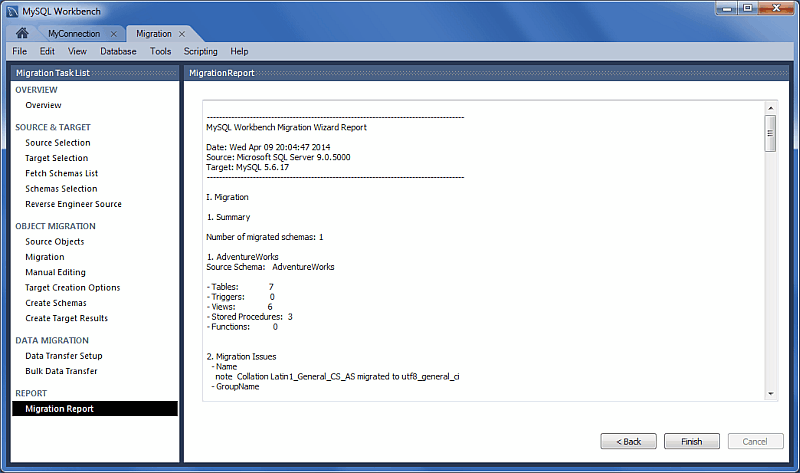 MySQL Workbench
MyConnection
Migration
File Edit View Database Tools Scripting Help
Migration Task List
OVERVIEW
Overview
SOURCE & TARGET
Source Selection
Target Selection
Fetch Schemas List
Schemas Selection
Reverse Engineer Source
OBJECT MIGRATION
Source Objects
Migration
Manual Editing
Target Creation Options
Create Schemas
Create Target Results
DATA MIGRATION
Data Transfer Setup
Bulk Data Transfer
REPORT
Migration Report
Migration Report
------------------------------------------------------------------------------------
MySQL Workbench Migration Wizard Report
Date: Wed Apr 09 20:04:47 2014
Source: Microsoft SQL Server 9.0.5000
Target: MySQL 5.6.17
------------------------------------------------------------------------------------
I. Migration
1. Summary
Number of migrated schemas: 1
1. AdventureWorks
Source Schema: AdventureWorks
- Tables: 7
- Triggers: 0
- Views: 6
- Stored Procedures: 3
- Functions: 0
2. Migration Issues
- Name
note Collation Latin1_General_CS_AS migrated to utf8_general_ci
- GroupName
< Back Finish Cancel